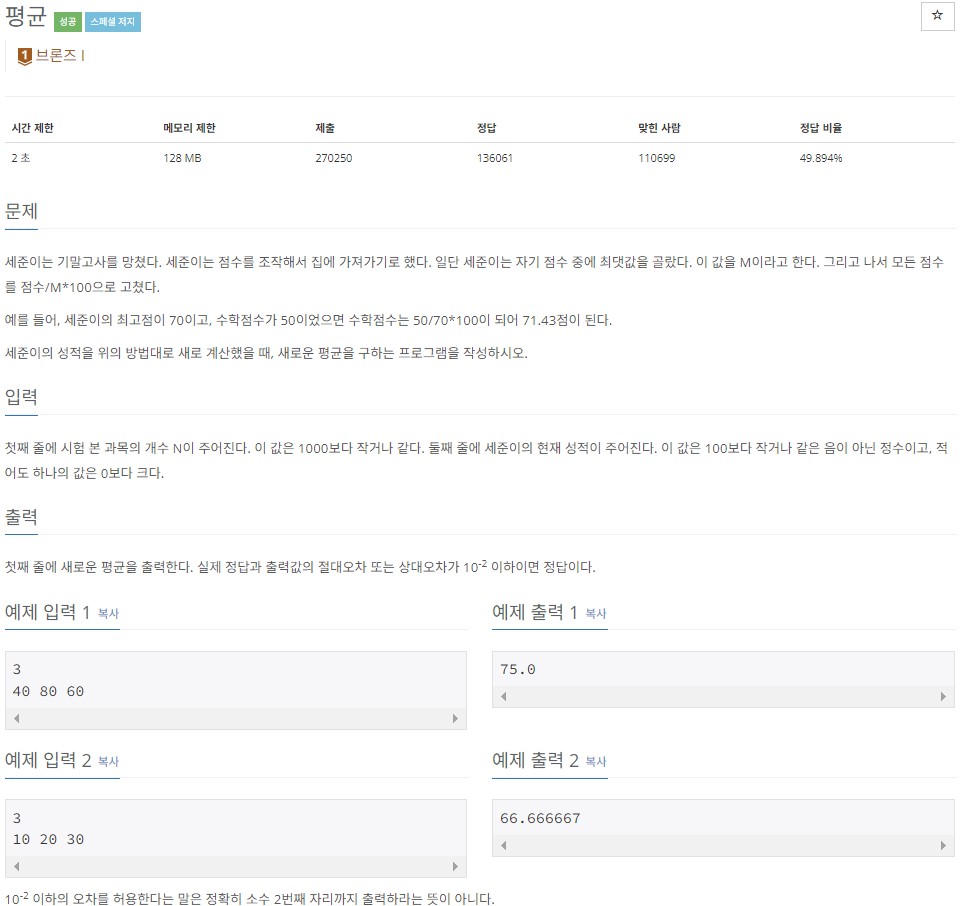 평균 성공 스페셜 저지
☆
1 브론즈 I
시간 제한 메모리 제한 제출 정답 맞힌 사람 정답 비율
2 초 128 MB 270250 136061 110699 49.894%
문제
세준이는 기말고사를 망쳤다. 세준이는 점수를 조작해서 집에 가져가기로 했다. 일단 세준이는 자기 점수 중에 최댓값을 골랐다. 이 값을 M이라고 한다. 그리고 나서 모든 점수
를 점수/M*100으로 고쳤다.
예를 들어, 세준이의 최고점이 70이고, 수학점수가 50이었으면 수학점수는 50/70*100이 되어 71.43점이 된다.
세준이의 성적을 위의 방법대로 새로 계산했을 때, 새로운 평균을 구하는 프로그램을 작성하시오.
입력
첫째 줄에 시험 본 과목의 개수 N이 주어진다. 이 값은 1000보다 작거나 같다. 둘째 줄에 세준이의 현재 성적이 주어진다. 이 값은 100보다 작거나 같은 음이 아닌 정수이고, 적
어도 하나의 값은 0보다 크다.
출력
첫째 줄에 새로운 평균을 출력한다. 실제 정답과 출력값의 절대오차 또는 상대오차가 10-2 이하이면 정답이다.
예제 입력 1 복사
3
40 80 60
예제 출력 1 복사
75.0
예제 입력 2 복사
3
10 20 30
예제 출력 2 복사
66.666667
10-2 이하의 오차를 허용한다는 말은 정확히 소수 2번째 자리까지 출력하라는 뜻이 아니다.